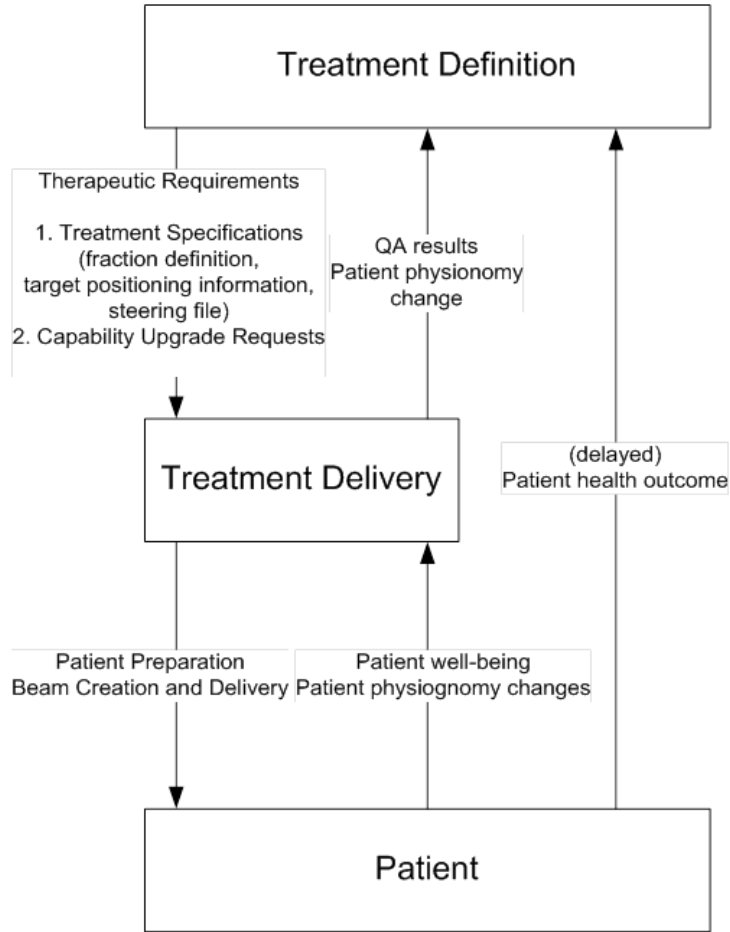 Treatment Definition
Therapeutic Requirements
1. Treatment Specifications
(fraction definition,
target positioning information,
steering file)
2. Capability Upgrade Requests
QA results
Patient physionomy
change
(delayed)
Patient health outcome
Treatment Delivery
Patient Preparation
Beam Creation and Delivery
Patient well-being
Patient physiognomy changes
Patient